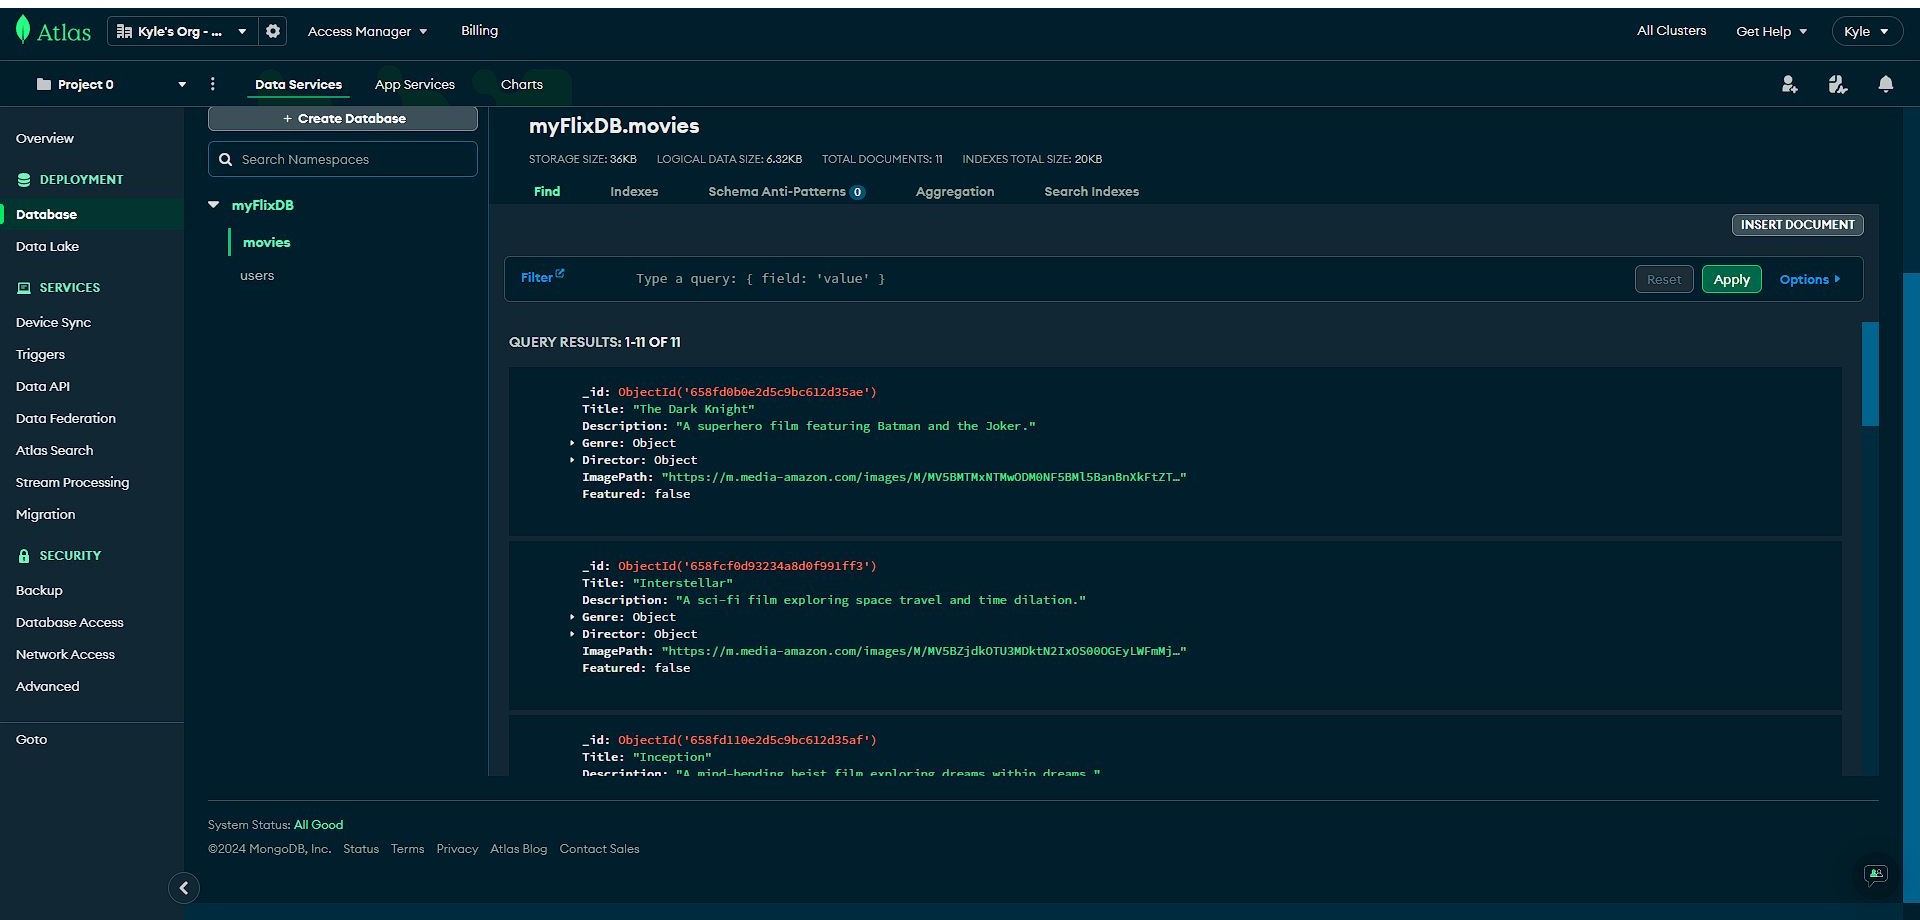 Atlas
Kyle's Org - ...
Access Manager
Billing
All Clusters
Get Help
Kyle
Project 0
Data Services
App Services
Charts
Overview
DEPLOYMENT
Database
Data Lake
SERVICES
Device Sync
Triggers
Data API
Data Federation
Atlas Search
Stream Processing
Migration
SECURITY
Backup
Database Access
Network Access
Advanced
Goto
+ Create Database
Search Namespaces
myFlixDB
movies
users
myFlixDB.movies
STORAGE SIZE: 36KB LOGICAL DATA SIZE: 6.32KB TOTAL DOCUMENTS: 11 INDEXES TOTAL SIZE: 20KB
Find Indexes Schema Anti-Patterns 0 Aggregation Search Indexes
INSERT DOCUMENT
Filter Type a query: { field: 'value' } Reset Apply Options
QUERY RESULTS: 1-11 OF 11
_id: ObjectId('658fd0b0e2d5c9bc612d35ae')
Title: "The Dark Knight"
Description: "A superhero film featuring Batman and the Joker."
Genre: Object
Director: Object
ImagePath: "https://m.media-amazon.com/images/M/MV5BMTMxNTMwODM0NF5BMl5BanBnXkFtZT…"
Featured: false
_id: ObjectId('658fcf0d93234a8d0f991ff3')
Title: "Interstellar"
Description: "A sci-fi film exploring space travel and time dilation."
Genre: Object
Director: Object
ImagePath: "https://m.media-amazon.com/images/M/MV5BZjdkOTU3MDktN2IxOS00OGEyLWFmMj…"
Featured: false
_id: ObjectId('658fd110e2d5c9bc612d35af')
Title: "Inception"
Description: "A mind-bending heist film exploring dreams within dreams."
System Status: All Good
©2024 MongoDB, Inc. Status Terms Privacy Atlas Blog Contact Sales